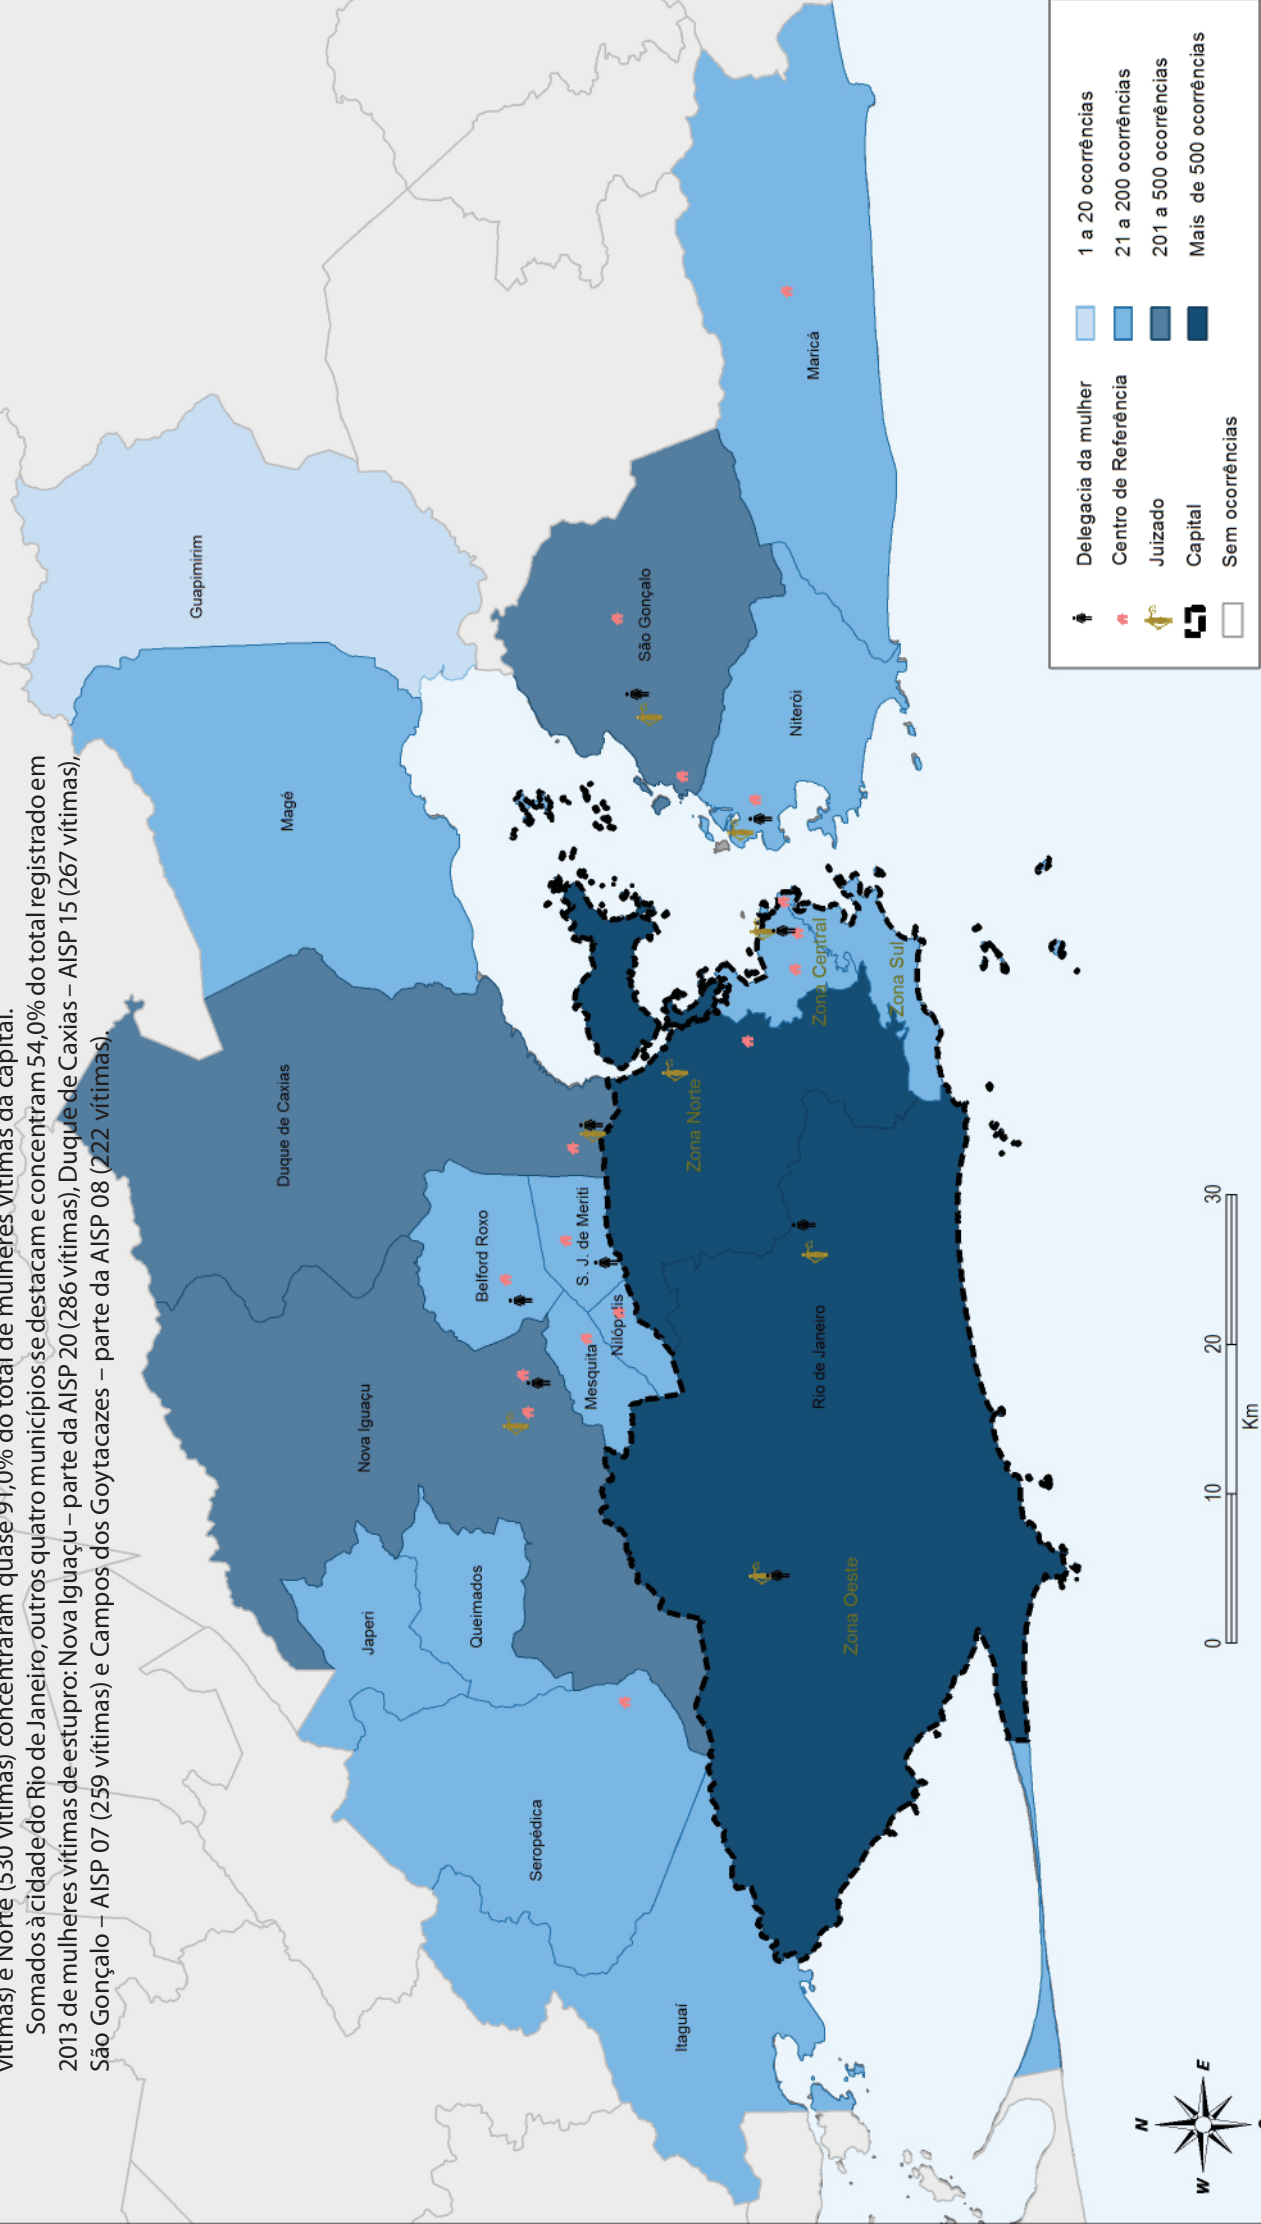 vítimas) e Norte (530 vítimas) concentraram quase 91,0% do total de mulheres vítimas da capital.
Somados à cidade do Rio de Janeiro, outros quatro municípios se destacam e concentram 54,0% do total registrado em
2013 de mulheres vítimas de estupro: Nova Iguaçu – parte da AISP 20 (286 vítimas), Duque de Caxias – AISP 15 (267 vítimas),
São Gonçalo – AISP 07 (259 vítimas) e Campos dos Goytacazes – parte da AISP 08 (222 vítimas).
Guapimirim
Magé
Duque de Caxias
Nova Iguaçu
Japeri
Queimados
Belford Roxo
S. J. de Meriti
Mesquita
Nilópolis
Seropédica
Itaguaí
São Gonçalo
Niterói
Maricá
Zona Norte
Zona Central
Zona Sul
Rio de Janeiro
Zona Oeste
N
W
E
0
10
20
30
Km
Delegacia da mulher
Centro de Referência
Juizado
Capital
Sem ocorrências
1 a 20 ocorrências
21 a 200 ocorrências
201 a 500 ocorrências
Mais de 500 ocorrências